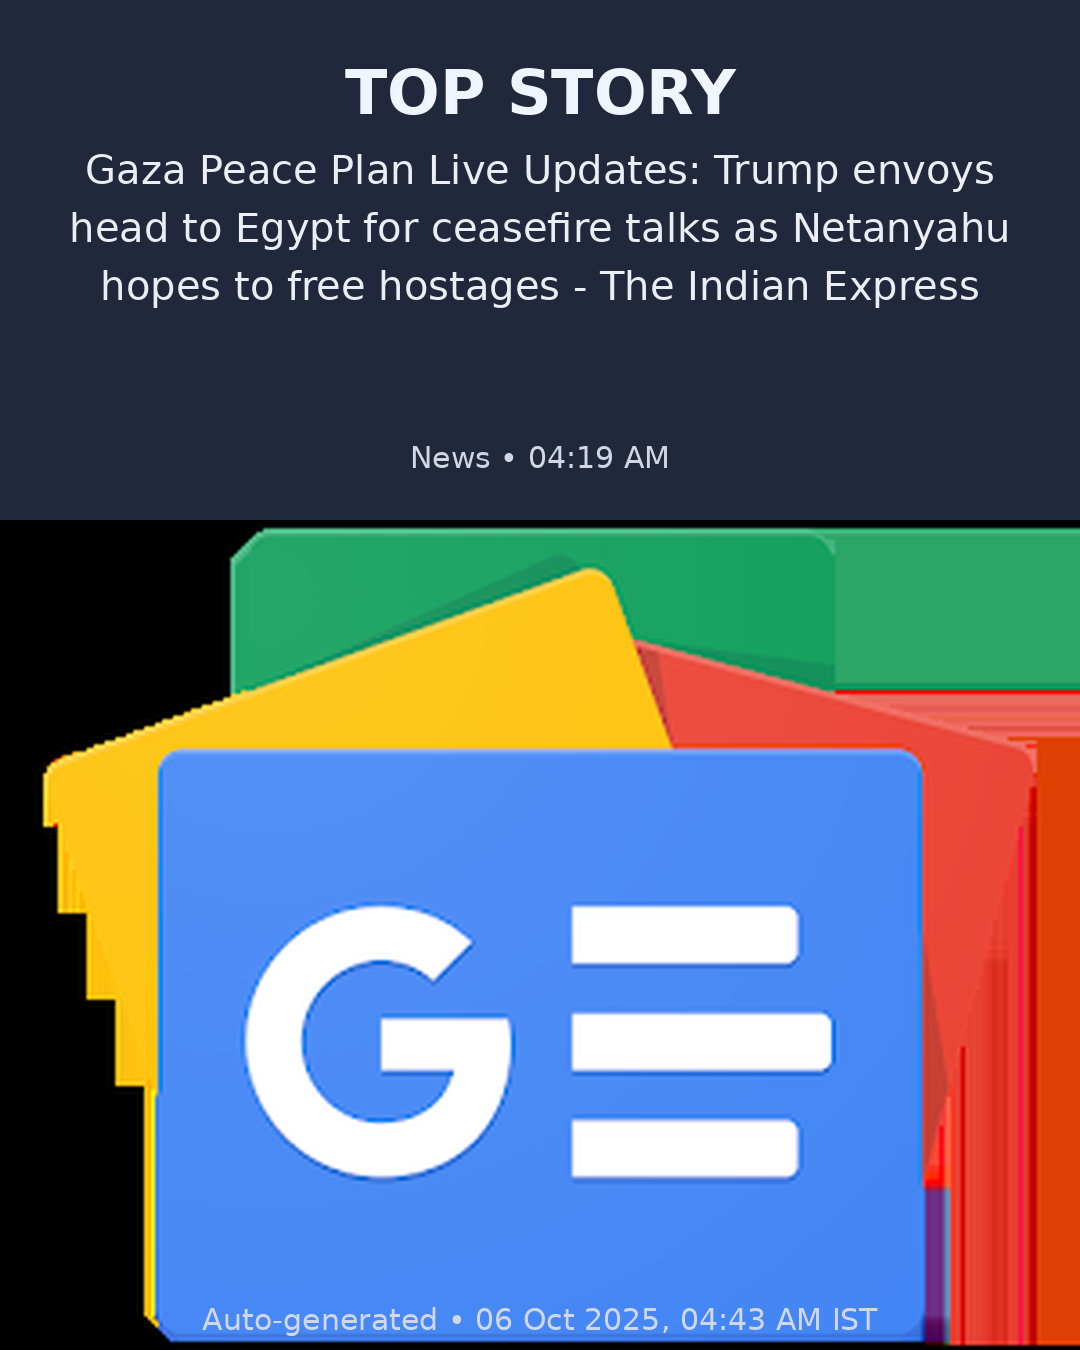 TOP STORY
Gaza Peace Plan Live Updates: Trump envoys
head to Egypt for ceasefire talks as Netanyahu
hopes to free hostages - The Indian Express
News • 04:19 AM
G
Auto-generated • 06 Oct 2025, 04:43 AM IST